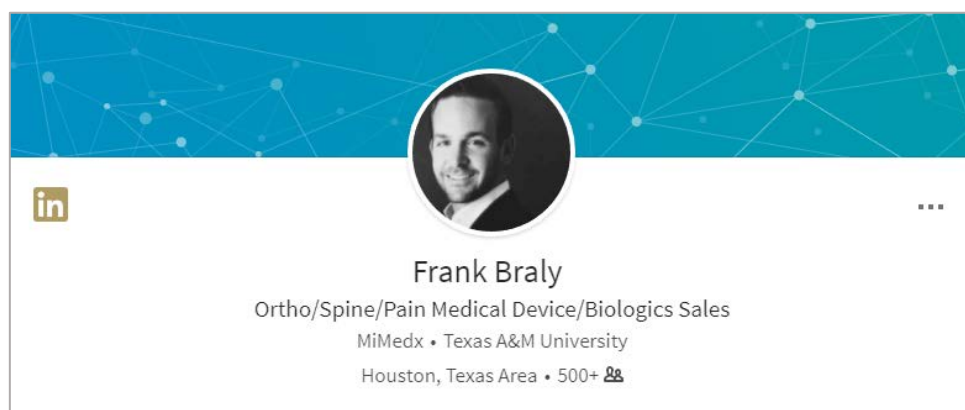 in
Frank Braly
Ortho/Spine/Pain Medical Device/Biologics Sales
MiMedx • Texas A&M University
Houston, Texas Area • 500+